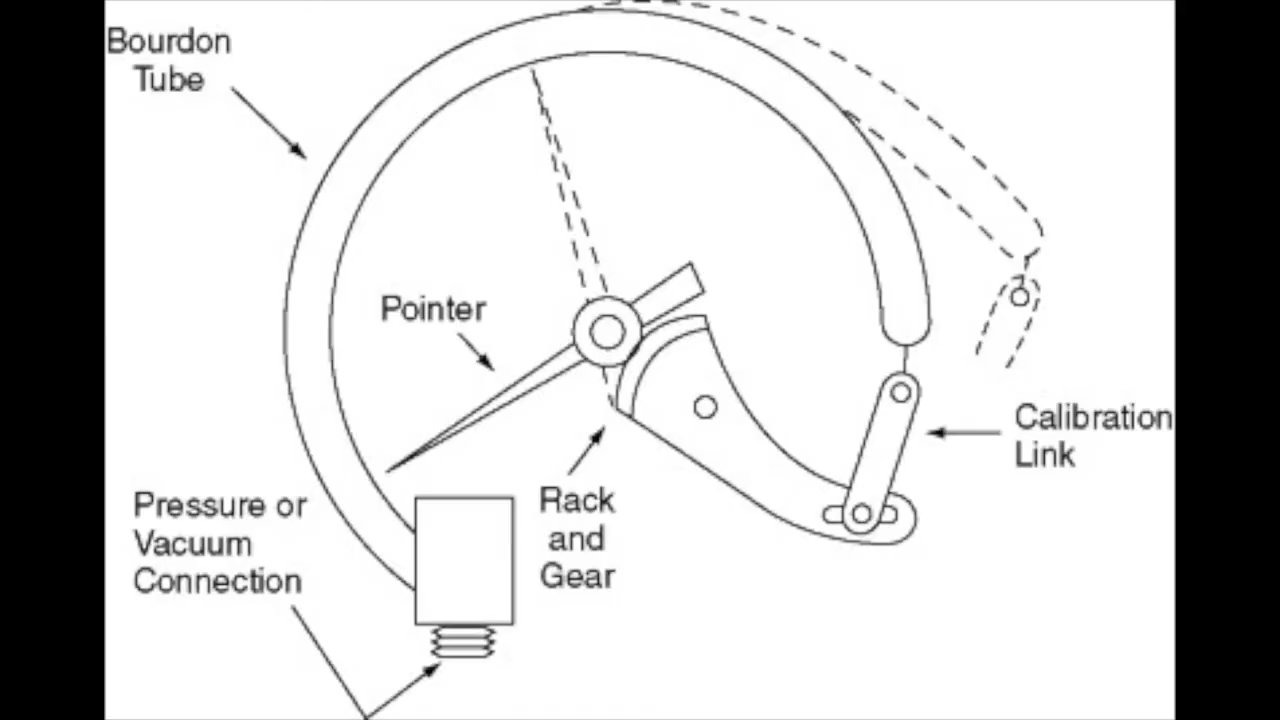 Bourdon
Tube
Pointer
Calibration
Link
Pressure or
Vacuum
Connection
Rack
and
Gear